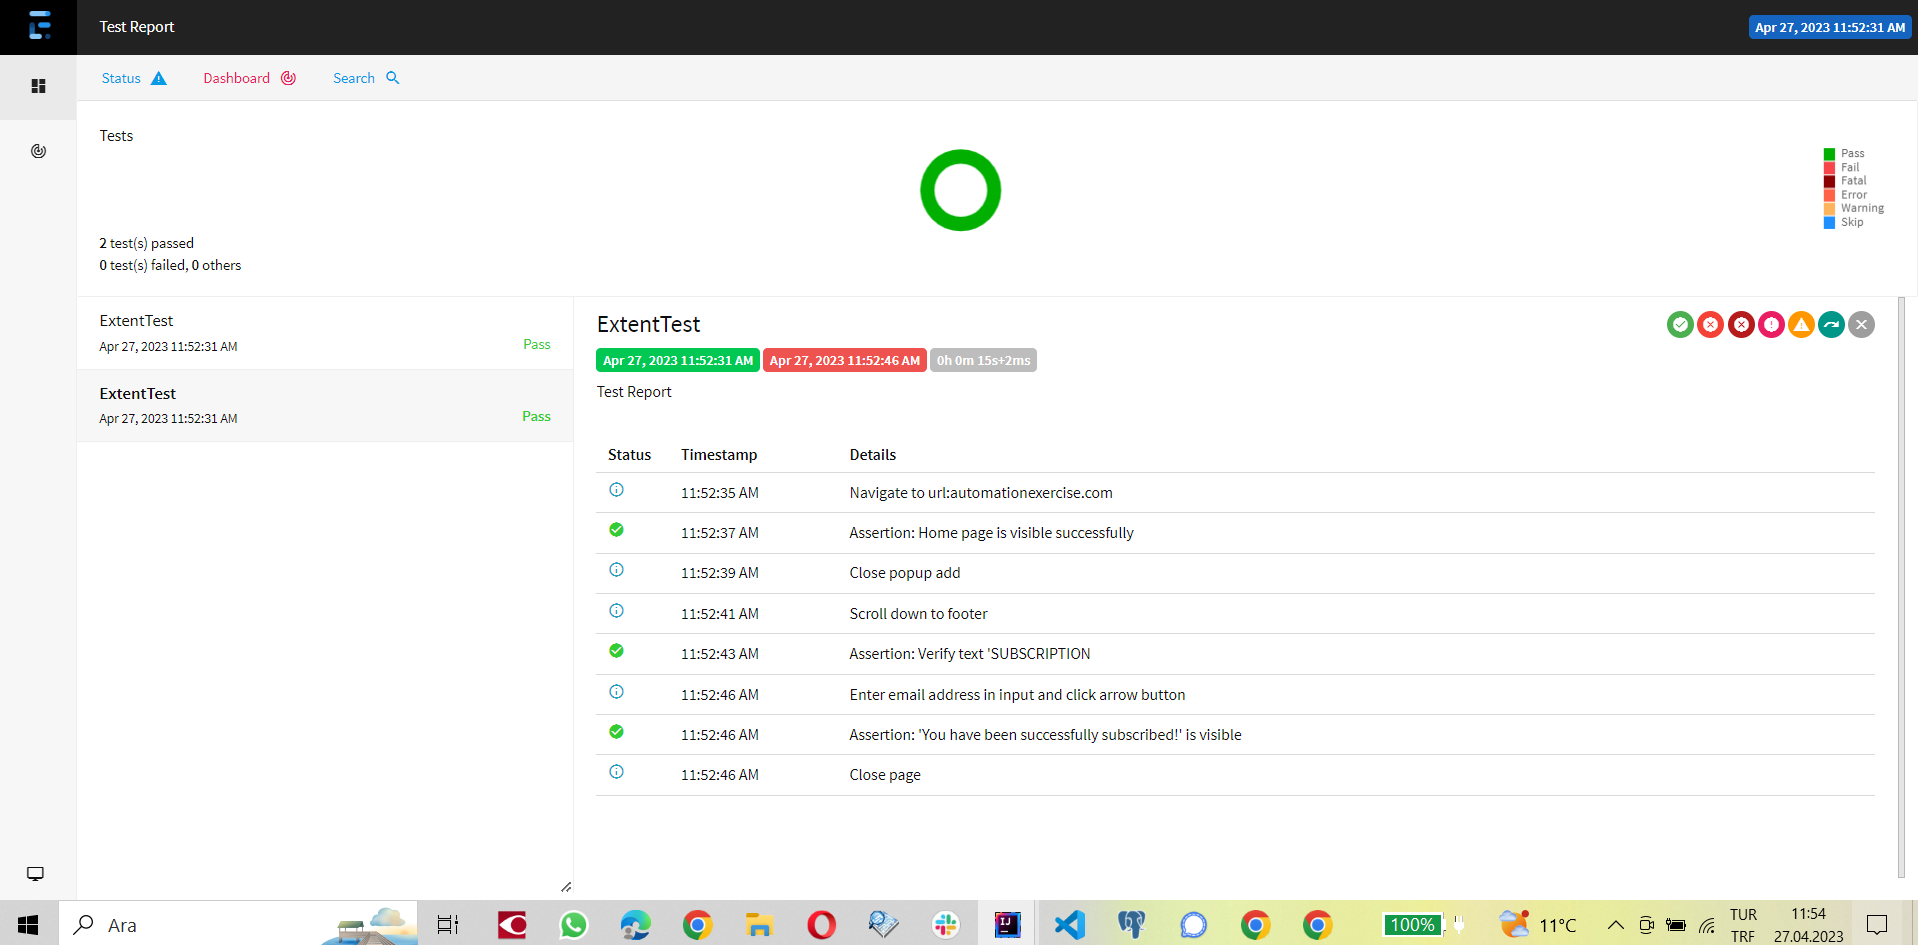 Test Report
Apr 27, 2023 11:52:31 AM
Status
Dashboard
Search
Tests
2 test(s) passed
0 test(s) failed, 0 others
Pass
Fail
Fatal
Error
Warning
Skip
ExtentTest
Apr 27, 2023 11:52:31 AM
Pass
ExtentTest
Apr 27, 2023 11:52:31 AM
Pass
ExtentTest
Apr 27, 2023 11:52:31 AM Apr 27, 2023 11:52:46 AM 0h 0m 15s+2ms
Test Report
Status Timestamp Details
11:52:35 AM Navigate to url:automationexercise.com
11:52:37 AM Assertion: Home page is visible successfully
11:52:39 AM Close popup add
11:52:41 AM Scroll down to footer
11:52:43 AM Assertion: Verify text 'SUBSCRIPTION
11:52:46 AM Enter email address in input and click arrow button
11:52:46 AM Assertion: 'You have been successfully subscribed!' is visible
11:52:46 AM Close page
Ara
IJ
100%
11°C
TUR
TRF
11:54
27.04.2023